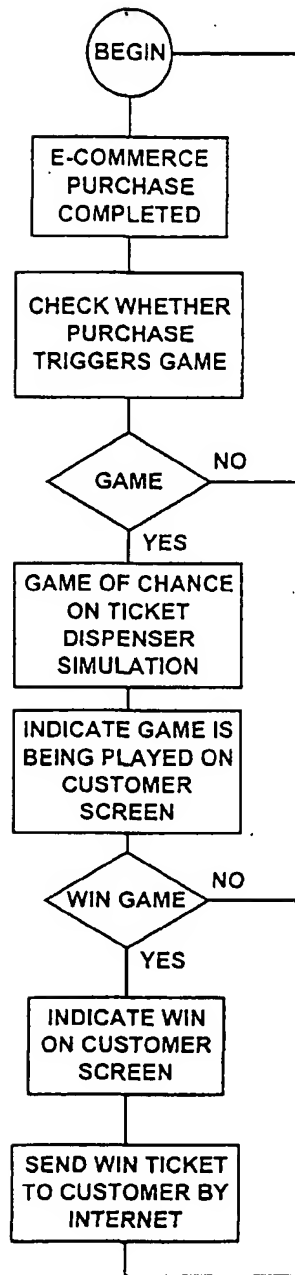 BEGIN
E-COMMERCE
PURCHASE
COMPLETED
CHECK WHETHER
PURCHASE
TRIGGERS GAME
GAME
NO
YES
GAME OF CHANCE
ON TICKET
DISPENSER
SIMULATION
INDICATE GAME IS
BEING PLAYED ON
CUSTOMER
SCREEN
WIN GAME
NO
YES
INDICATE WIN
ON CUSTOMER
SCREEN
SEND WIN TICKET
TO CUSTOMER BY
INTERNET